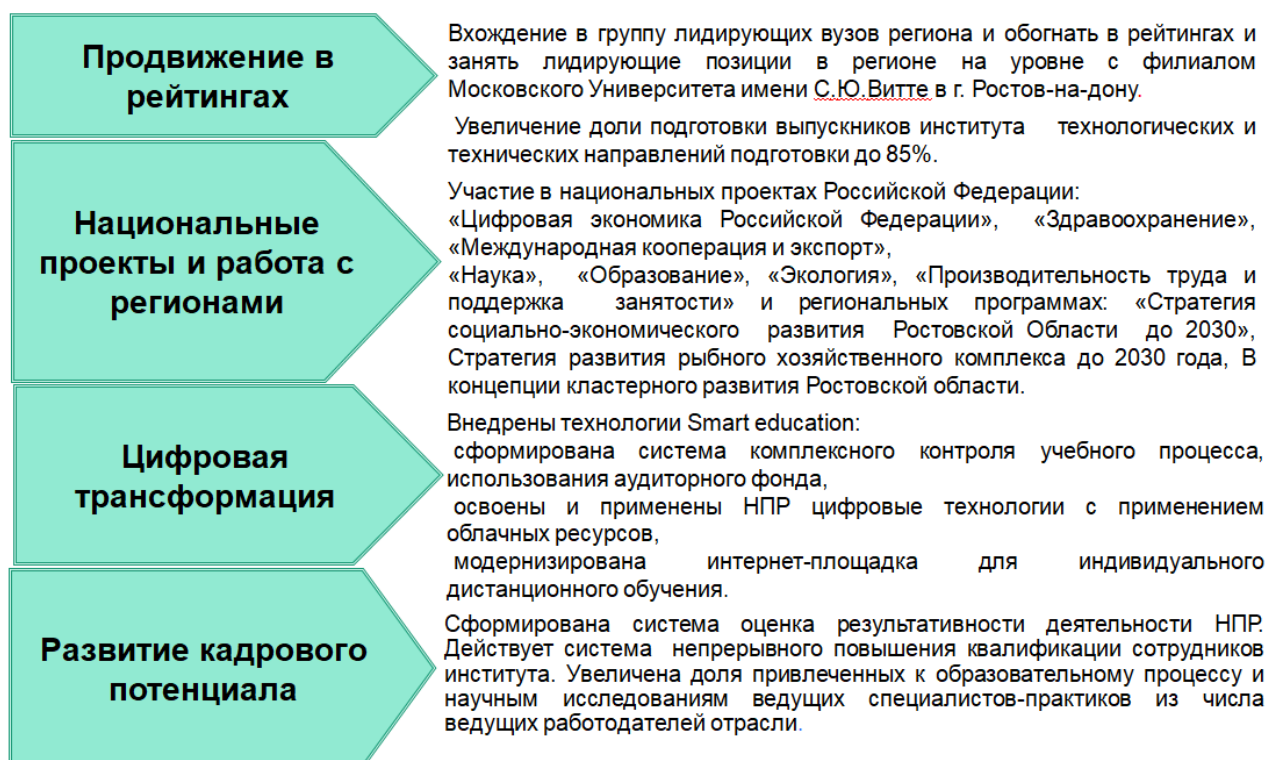 Продвижение в
рейтингах
Вхождение в группу лидирующих вузов региона и обогнать в рейтингах и
занять лидирующие позиции в регионе на уровне с филиалом
Московского Университета имени С.Ю.Витте в г. Ростов-на-дону.
Увеличение доли подготовки выпускников института технологических и
технических направлений подготовки до 85%.
Национальные
проекты и работа с
регионами
Участие в национальных проектах Российской Федерации:
«Цифровая экономика Российской Федерации», «Здравоохранение»,
«Международная кооперация и экспорт»,
«Наука», «Образование», «Экология», «Производительность труда и
поддержка занятости» и региональных программах: «Стратегия
социально-экономического развития Ростовской Области до 2030»,
Стратегия развития рыбного хозяйственного комплекса до 2030 года, В
концепции кластерного развития Ростовской области.
Цифровая
трансформация
Внедрены технологии Smart education:
сформирована система комплексного контроля учебного процесса,
использования аудиторного фонда,
освоены и применены НПР цифровые технологии с применением
облачных ресурсов,
модернизирована интернет-площадка для индивидуального
дистанционного обучения.
Развитие кадрового
потенциала
Сформирована система оценка результативности деятельности НПР.
Действует система непрерывного повышения квалификации сотрудников
института. Увеличена доля привлеченных к образовательному процессу и
научным исследованиям ведущих специалистов-практиков из числа
ведущих работодателей отрасли.